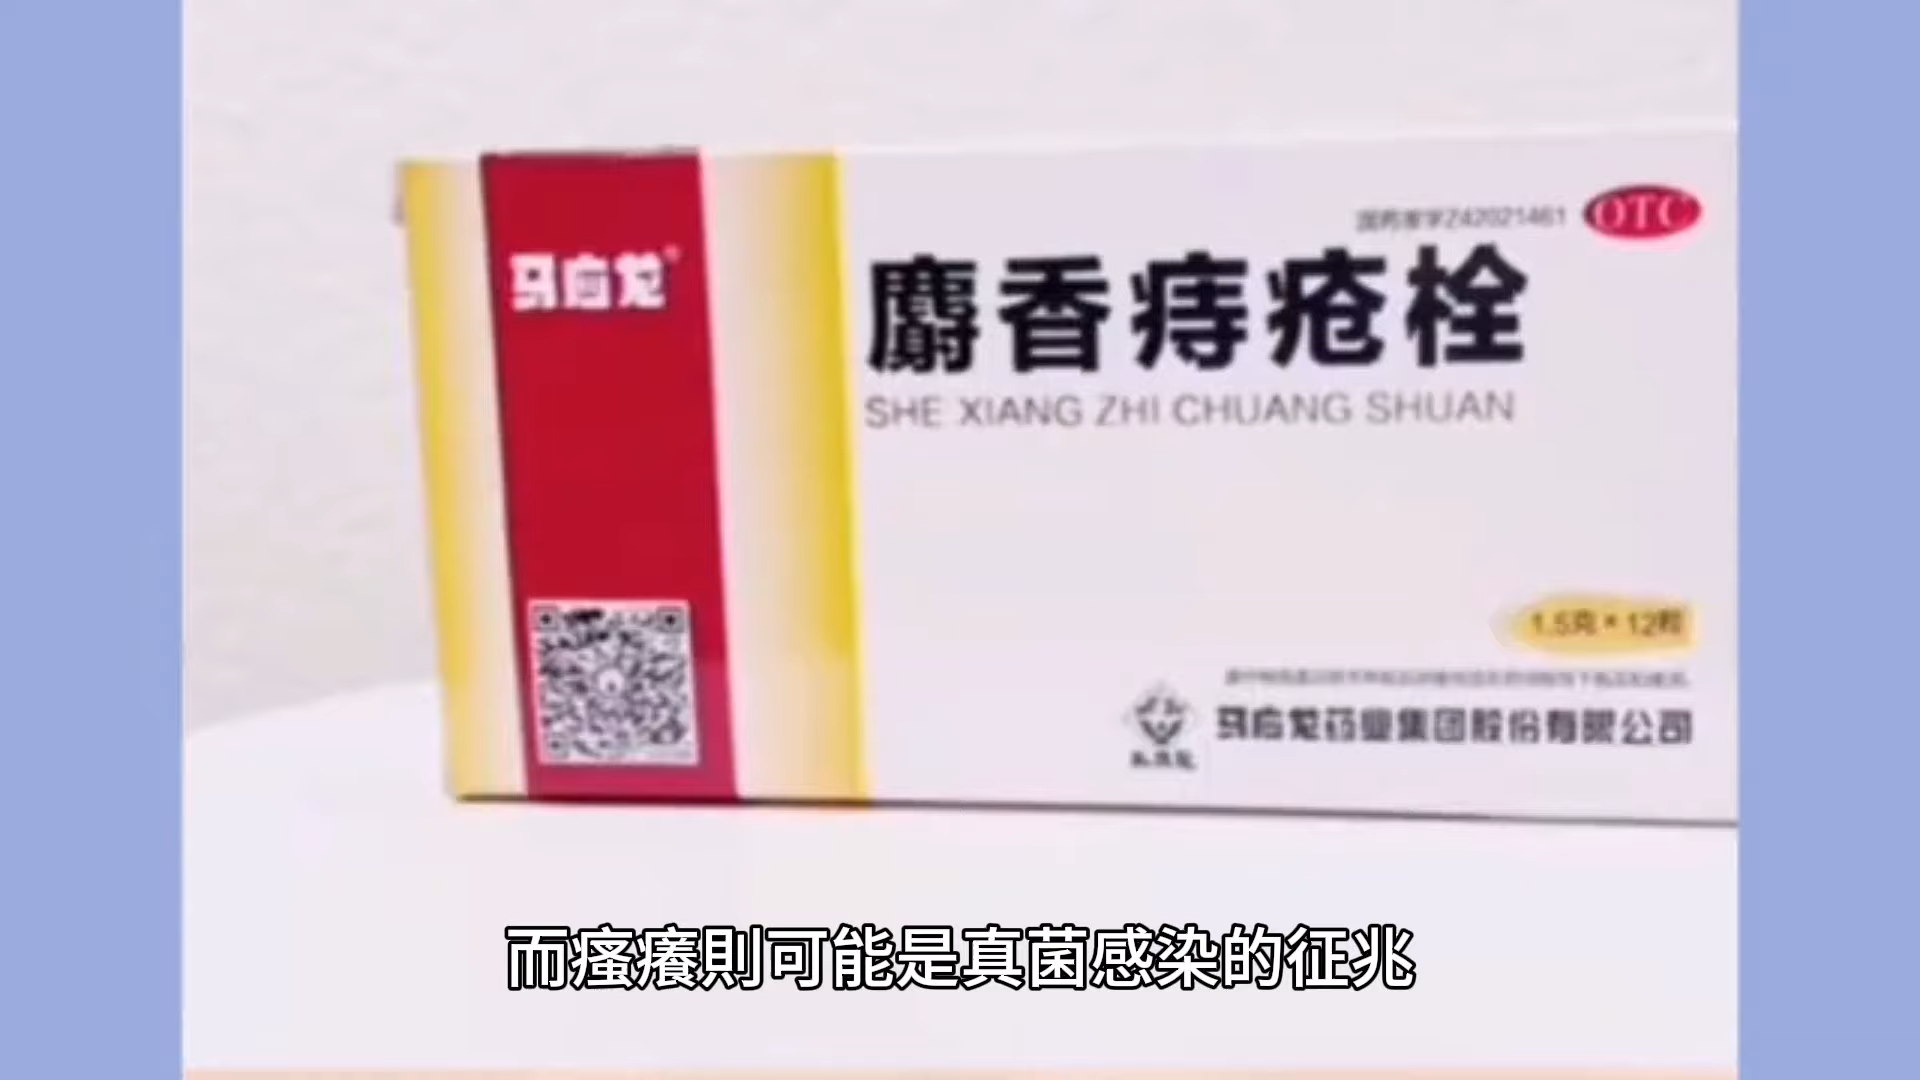 马应龙®
国药准字Z42021461
OTC
麝香痔疮栓
SHE XIANG ZHI CHUANG SHUAN
1.5克*12粒
马应龙药业集团股份有限公司
而瘙癢則可能是真菌感染的征兆